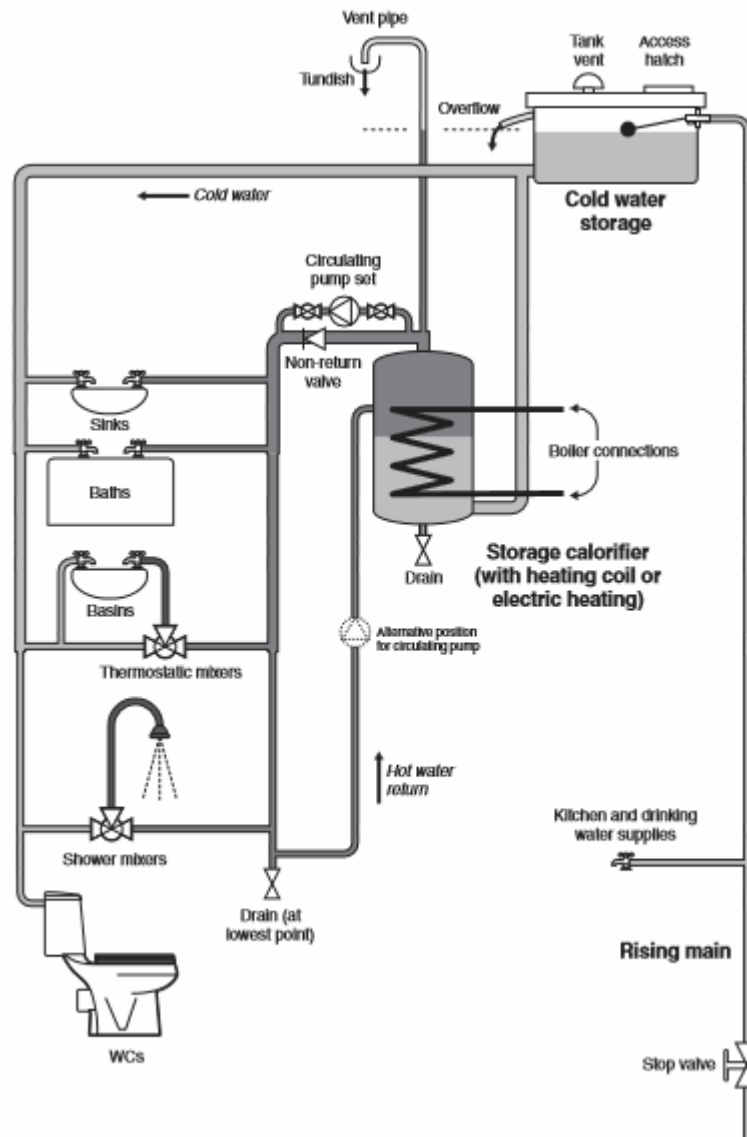 Vent pipe
Tundish
Tank
vent
Access
hatch
Overflow
Cold water
Cold water
storage
Circulating
pump set
Non-return
valve
Sinks
Boiler connections
Baths
Storage calorifier
(with heating coil or
electric heating)
Drain
Basins
Alternative position
for circulating pump
Thermostatic mixers
Hot water
return
Kitchen and drinking
water supplies
Shower mixers
Drain (at
lowest point)
Rising main
WCs
Stop valve